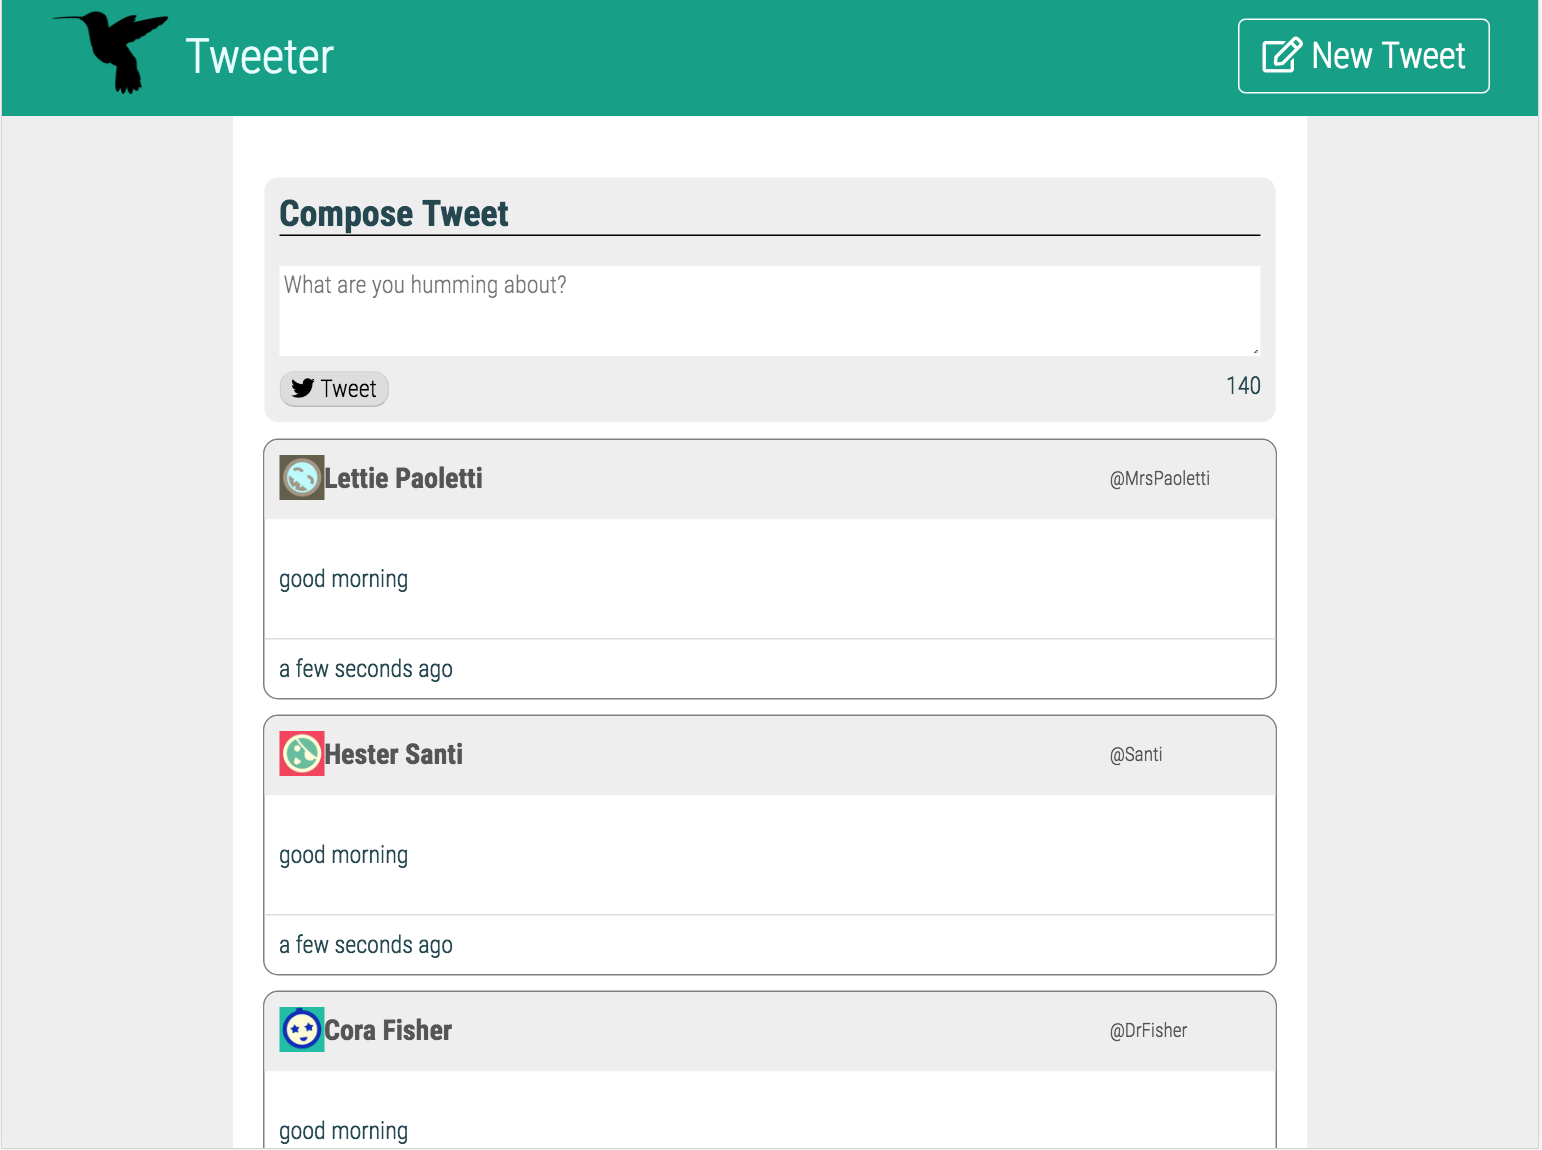 Tweeter
New Tweet
Compose Tweet
What are you humming about?
Tweet
140
Lettie Paoletti
@MrsPaoletti
good morning
a few seconds ago
Hester Santi
@Santi
good morning
a few seconds ago
Cora Fisher
@DrFisher
good morning